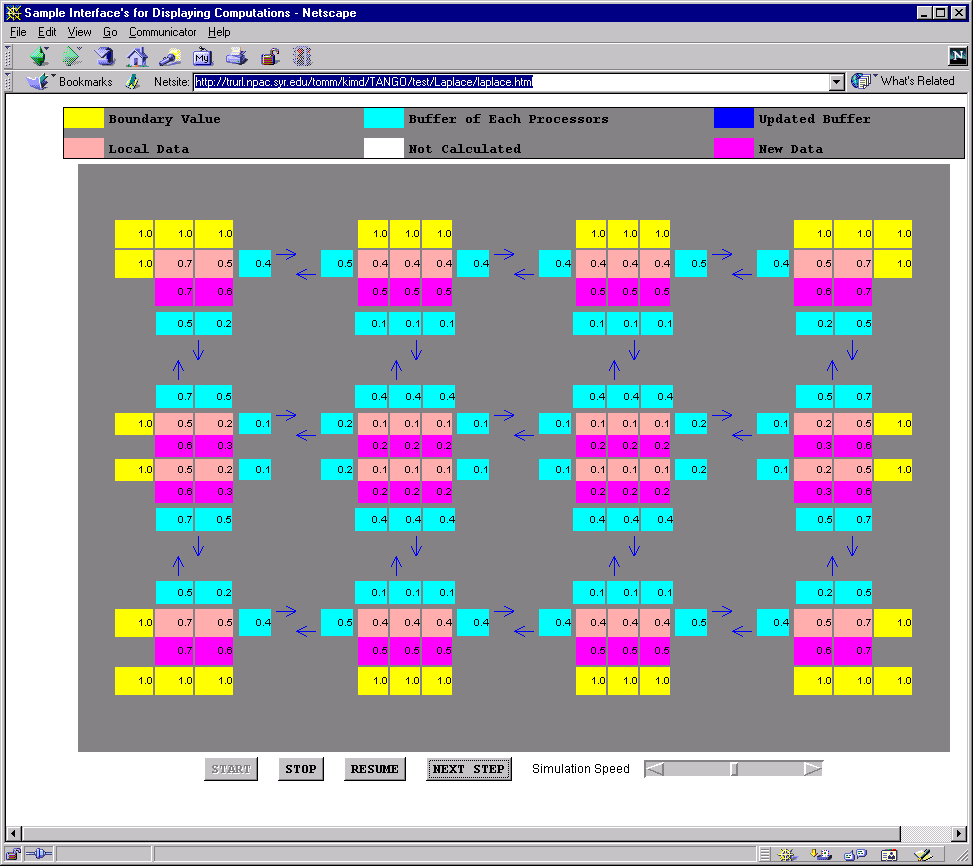 Sample Interface's for Displaying Computations - Netscape
File Edit View Go Communicator Help
My
N
Bookmarks Netsite: http://trurl.npac.syr.edu/tomm/kimd/TANGO/test/Laplace/laplace.html What's Related
Boundary Value Buffer of Each Processors Updated Buffer
Local Data Not Calculated New Data
1.0 1.0 1.0 1.0 1.0 1.0 1.0 1.0 1.0 1.0 1.0 1.0
1.0 0.7 0.5 0.4 0.5 0.4 0.4 0.4 0.4 0.4 0.4 0.4 0.4 0.5 0.4 0.5 0.7 1.0
0.7 0.6 0.5 0.5 0.5 0.5 0.5 0.5 0.6 0.7
0.5 0.2 0.1 0.1 0.1 0.1 0.1 0.1 0.2 0.5
0.7 0.5 0.4 0.4 0.4 0.4 0.4 0.4 0.5 0.7
1.0 0.5 0.2 0.1 0.2 0.1 0.1 0.1 0.1 0.1 0.1 0.1 0.1 0.2 0.1 0.2 0.5 1.0
0.6 0.3 0.2 0.2 0.2 0.2 0.2 0.2 0.3 0.6
1.0 0.5 0.2 0.1 0.2 0.1 0.1 0.1 0.1 0.1 0.1 0.1 0.1 0.2 0.1 0.2 0.5 1.0
0.6 0.3 0.2 0.2 0.2 0.2 0.2 0.2 0.3 0.6
0.7 0.5 0.4 0.4 0.4 0.4 0.4 0.4 0.5 0.7
0.5 0.2 0.1 0.1 0.1 0.1 0.1 0.1 0.2 0.5
1.0 0.7 0.5 0.4 0.5 0.4 0.4 0.4 0.4 0.4 0.4 0.4 0.4 0.5 0.4 0.5 0.7 1.0
0.7 0.6 0.5 0.5 0.5 0.5 0.5 0.5 0.6 0.7
1.0 1.0 1.0 1.0 1.0 1.0 1.0 1.0 1.0 1.0 1.0 1.0
START STOP RESUME NEXT STEP Simulation Speed